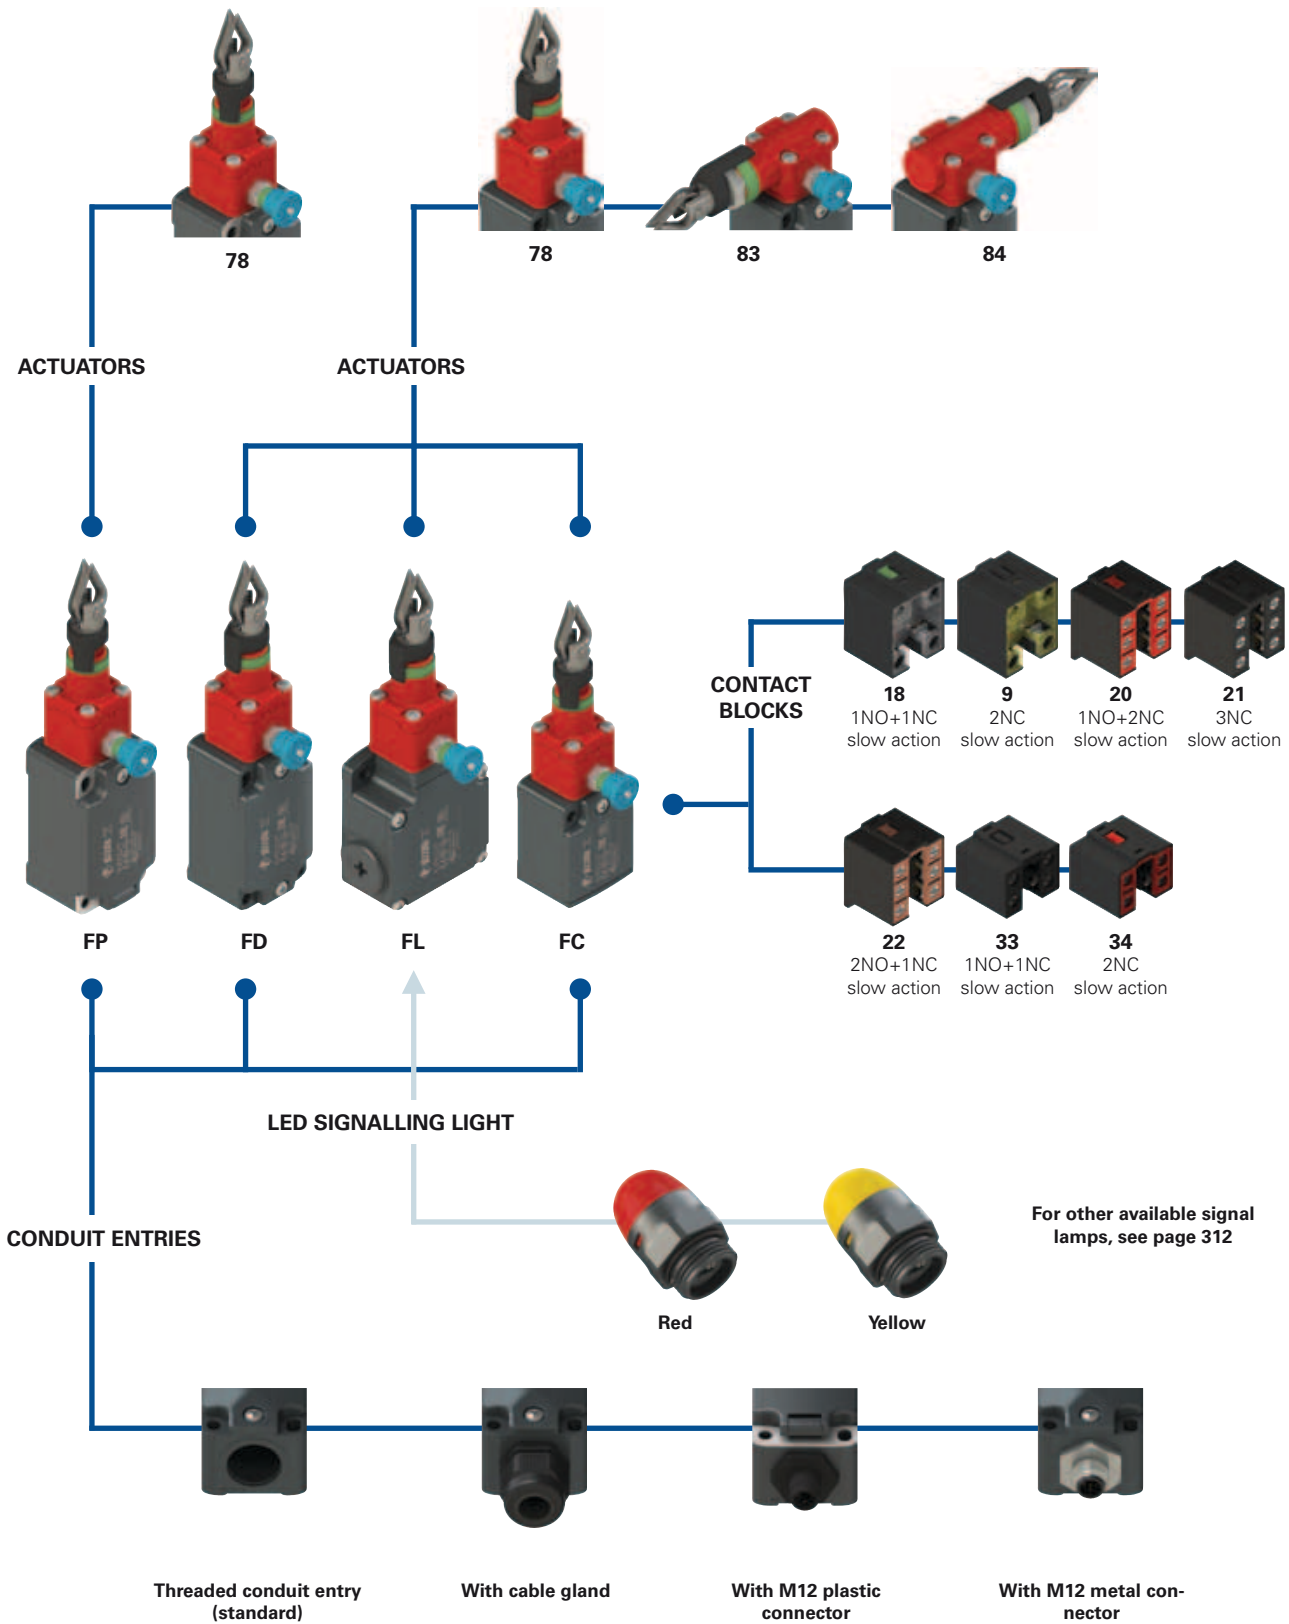 78
78
83
84
ACTUATORS
ACTUATORS
CONTACT
BLOCKS
18
1NO+1NC
slow action
9
2NC
slow action
20
1NO+2NC
slow action
21
3NC
slow action
22
2NO+1NC
slow action
33
1NO+1NC
slow action
34
2NC
slow action
FP
FD
FL
FC
LED SIGNALLING LIGHT
Red
Yellow
For other available signal
lamps, see page 312
CONDUIT ENTRIES
Threaded conduit entry
(standard)
With cable gland
With M12 plastic
connector
With M12 metal con-
nector